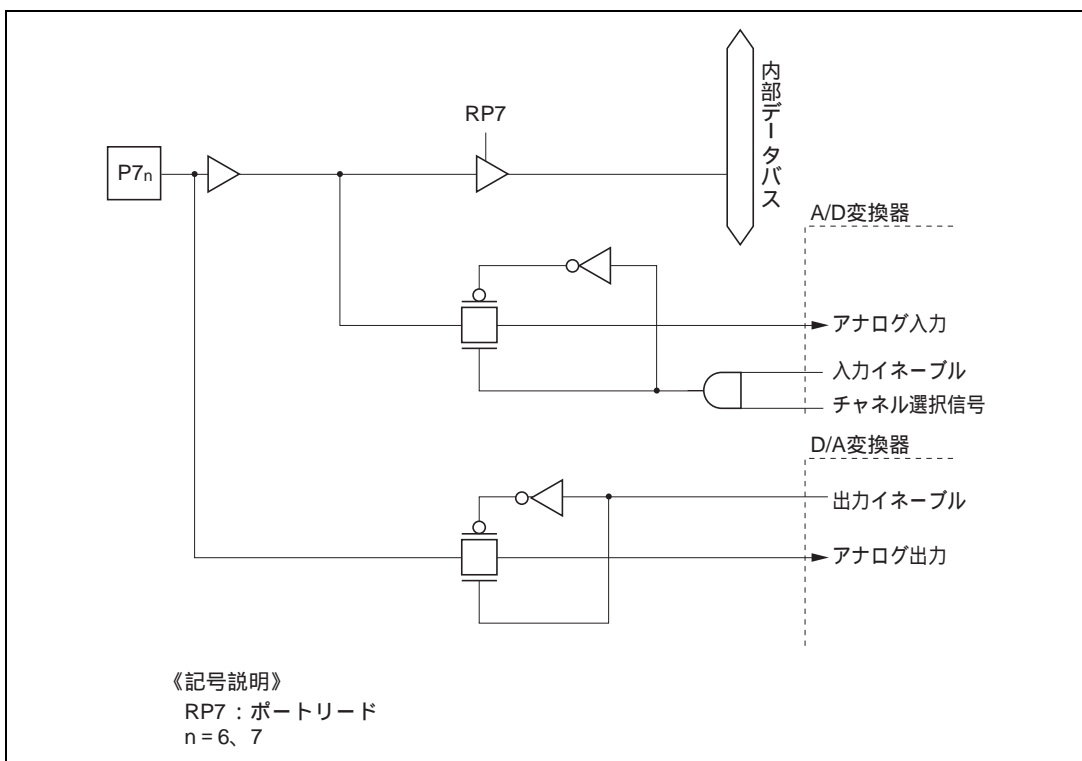 RP7
P7n
内部データバス
A/D変換器
アナログ入力
入力イネーブル
チャネル選択信号
D/A変換器
出力イネーブル
アナログ出力
《記号説明》
RP7 : ポートリード
n = 6、7